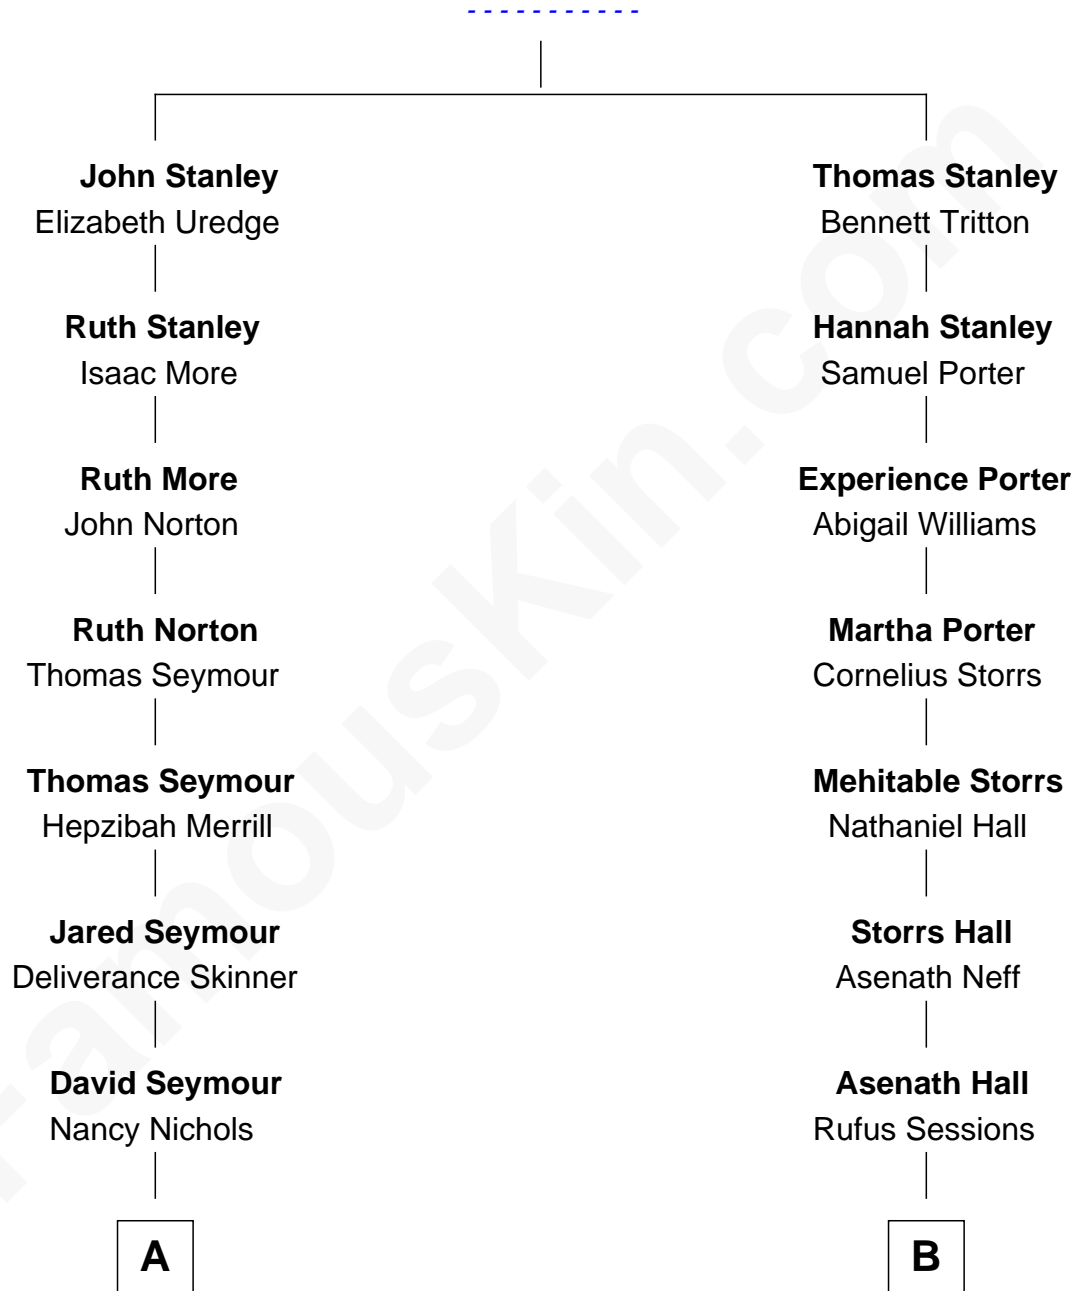 - - - - - - - - - - -
John Stanley
Elizabeth Uredge
Ruth Stanley
Isaac More
Ruth More
John Norton
Ruth Norton
Thomas Seymour
Thomas Seymour
Hepzibah Merrill
Jared Seymour
Deliverance Skinner
David Seymour
Nancy Nichols
A
Thomas Stanley
Bennett Tritton
Hannah Stanley
Samuel Porter
Experience Porter
Abigail Williams
Martha Porter
Cornelius Storrs
Mehitable Storrs
Nathaniel Hall
Storrs Hall
Asenath Neff
Asenath Hall
Rufus Sessions
B
FamousKin.com